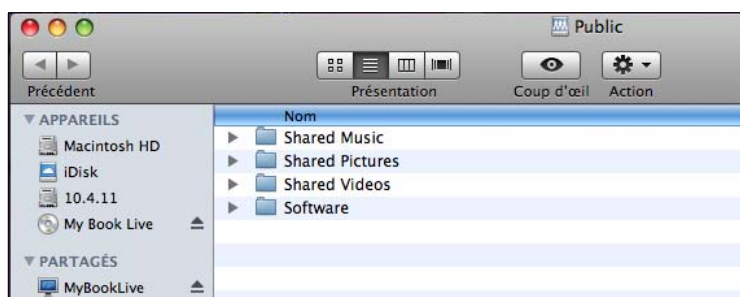 Public
Précédent
Présentation
Coup d'œil
Action
APPAREILS
Macintosh HD
iDisk
10.4.11
My Book Live
PARTAGÉS
MyBookLive
Nom
Shared Music
Shared Pictures
Shared Videos
Software